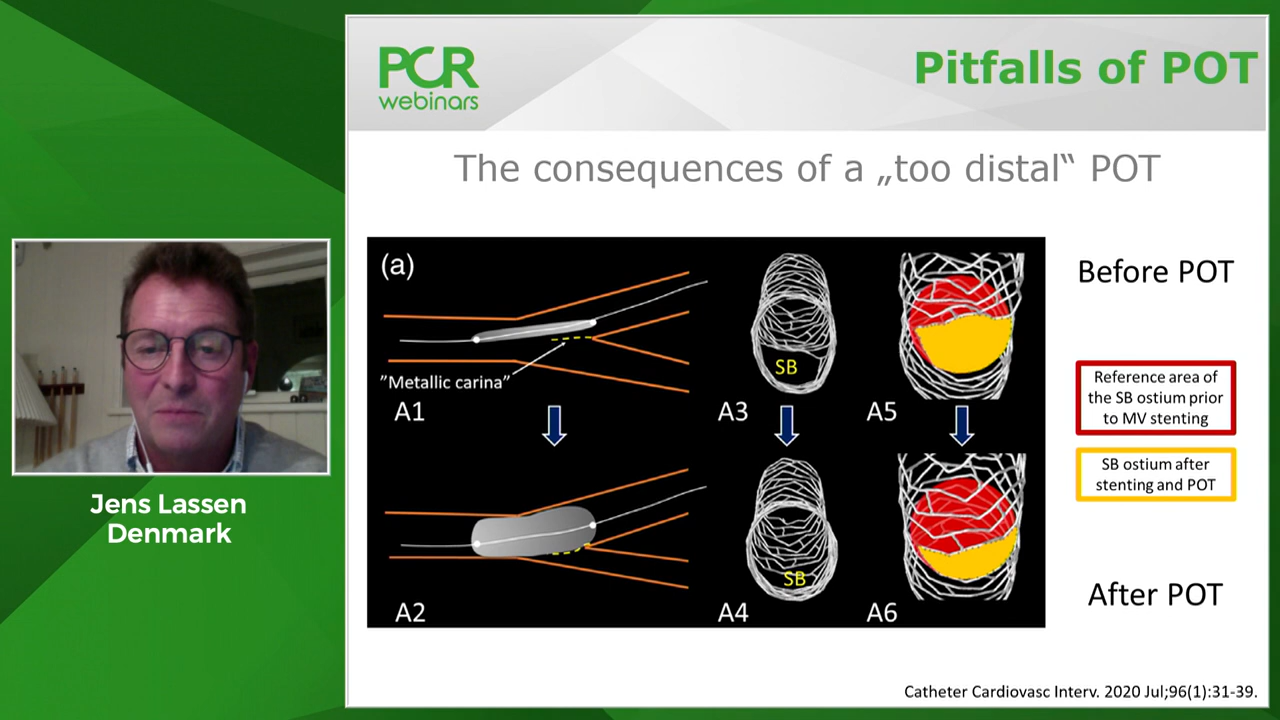 PCR
webinars
Pitfalls of POT
The consequences of a „too distal“ POT
(a)
"Metallic carina"
A1
A2
SB
A3
SB
A4
A5
A6
Before POT
Reference area of
the SB ostium prior
to MV stenting
SB ostium after
stenting and POT
After POT
Catheter Cardiovasc Interv. 2020 Jul;96(1):31-39.
Jens Lassen
Denmark